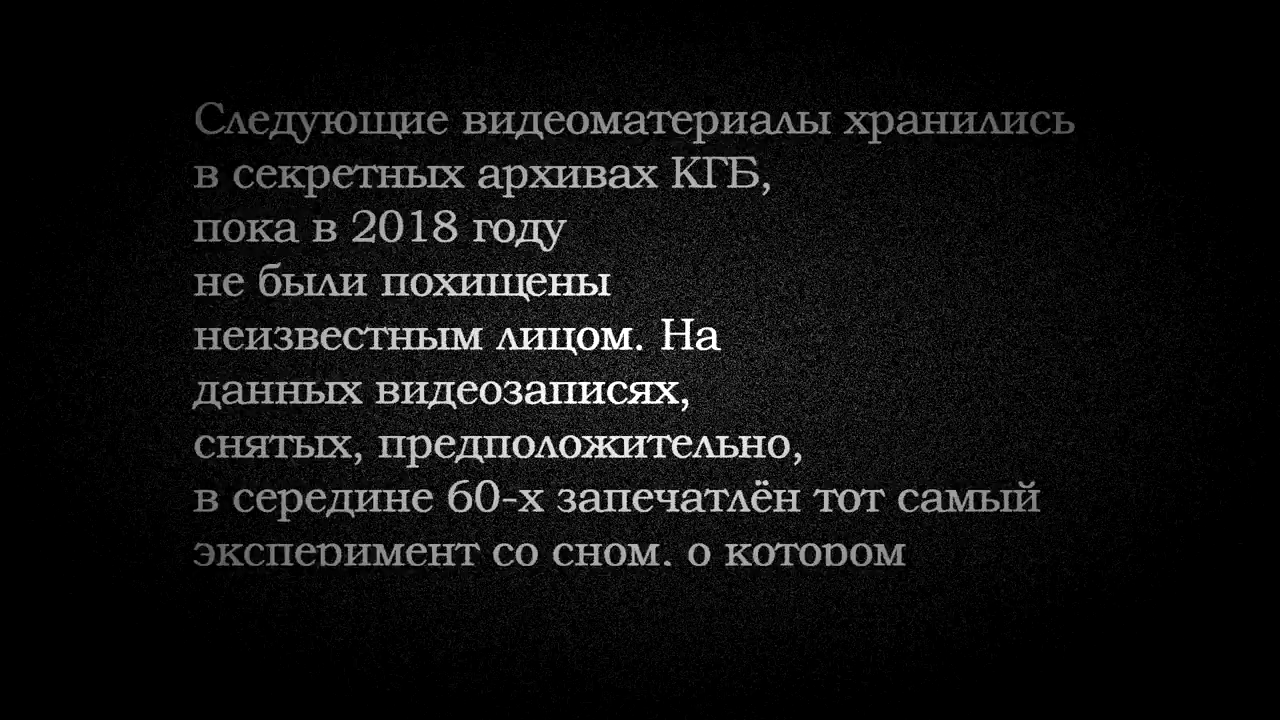 Следующие видеоматериалы хранились
в секретных архивах КГБ,
пока в 2018 году
не были похищены
неизвестным лицом. На
данных видеозаписях,
снятых, предположительно,
в середине 60-х запечатлён тот самый
эксперимент со сном, о котором